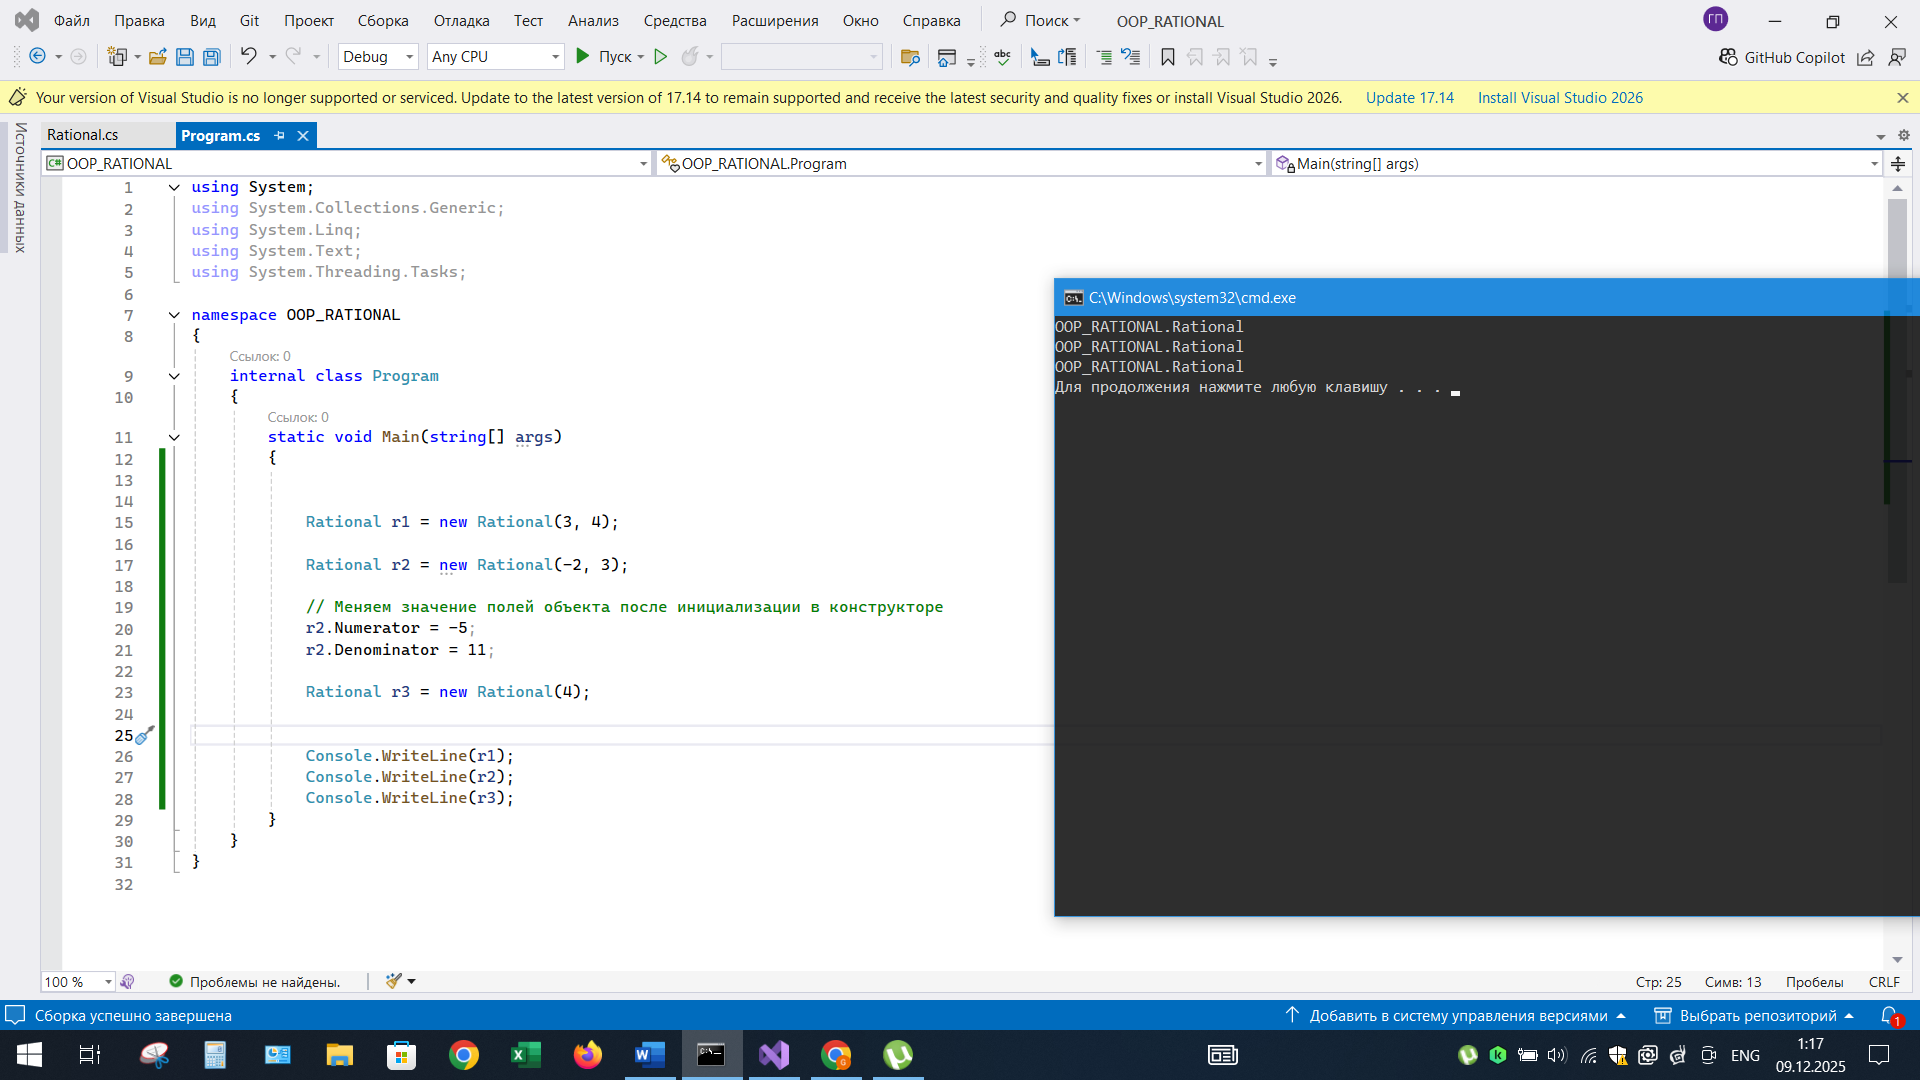 Файл Правка Вид Git Проект Сборка Отладка Тест Анализ Средства Расширения Окно Справка Поиск OOP_RATIONAL ГП
Debug Any CPU Пуск abc GitHub Copilot
Your version of Visual Studio is no longer supported or serviced. Update to the latest version of 17.14 to remain supported and receive the latest security and quality fixes or install Visual Studio 2026. Update 17.14 Install Visual Studio 2026
Источники данных
Rational.cs Program.cs
C# OOP_RATIONAL OOP_RATIONAL.Program Main(string[] args)
1 using System;
2 using System.Collections.Generic;
3 using System.Linq;
4 using System.Text;
5 using System.Threading.Tasks;
6
7 namespace OOP_RATIONAL
8 {
Ссылок: 0
9 internal class Program
10 {
Ссылок: 0
11 static void Main(string[] args)
12 {
13
14
15 Rational r1 = new Rational(3, 4);
16
17 Rational r2 = new Rational(-2, 3);
18
19 // Меняем значение полей объекта после инициализации в конструкторе
20 r2.Numerator = -5;
21 r2.Denominator = 11;
22
23 Rational r3 = new Rational(4);
24
25
26 Console.WriteLine(r1);
27 Console.WriteLine(r2);
28 Console.WriteLine(r3);
29 }
30 }
31 }
32
C:\Windows\system32\cmd.exe
OOP_RATIONAL.Rational
OOP_RATIONAL.Rational
OOP_RATIONAL.Rational
Для продолжения нажмите любую клавишу . . .
100 % Проблемы не найдены. Стр: 25 Симв: 13 Пробелы CRLF
Сборка успешно завершена Добавить в систему управления версиями Выбрать репозиторий 1
ENG 1:17
09.12.2025